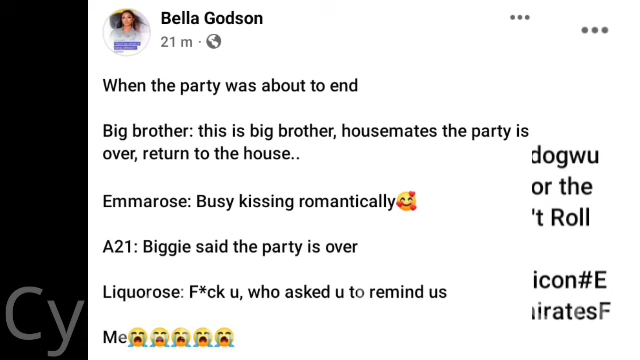 Bella Godson
21 m ·
When the party was about to end
Big brother: this is big brother, housemates the party is
over, return to the house..
Emmarose: Busy kissing romantically🥰
A21: Biggie said the party is over
Liquorose: F*ck u, who asked u to remind us
Me😭😭😭😭😭
dogwu
or the
't Roll
icon#E
iratesF
Cy